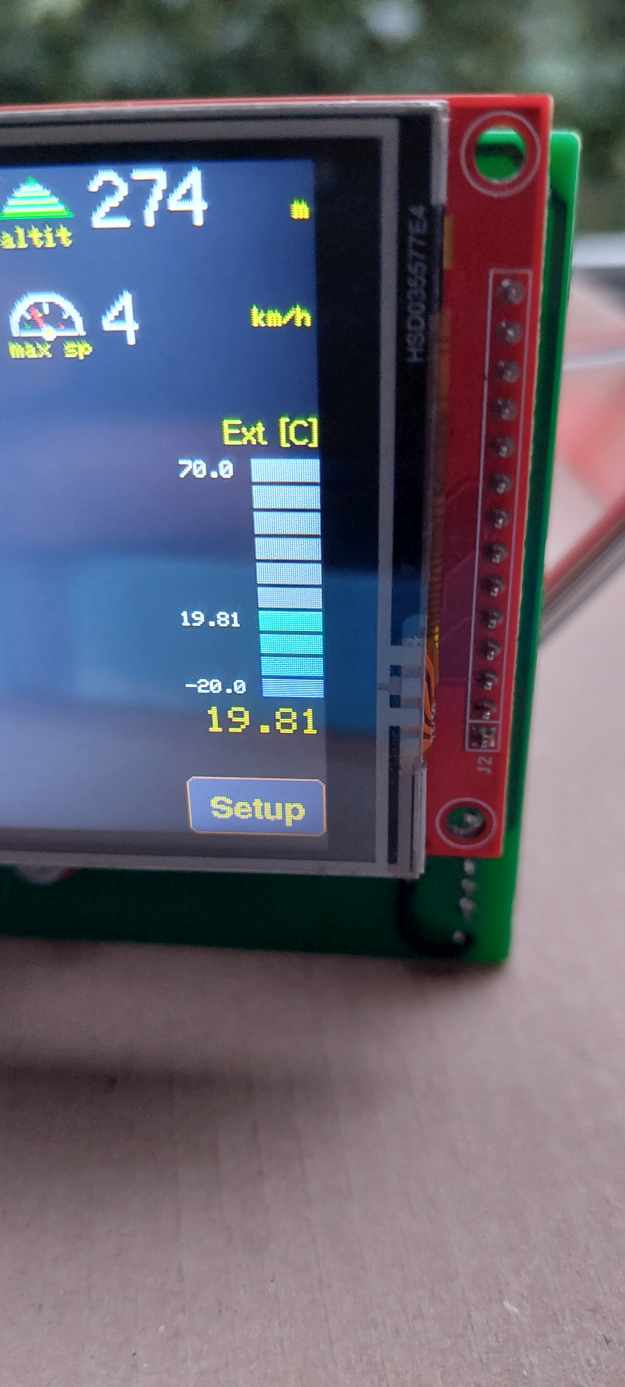 274 m
altit
4 km/h
max sp
Ext [C]
70.0
19.81
-20.0
19.81
Setup
HSD035577E4
J2